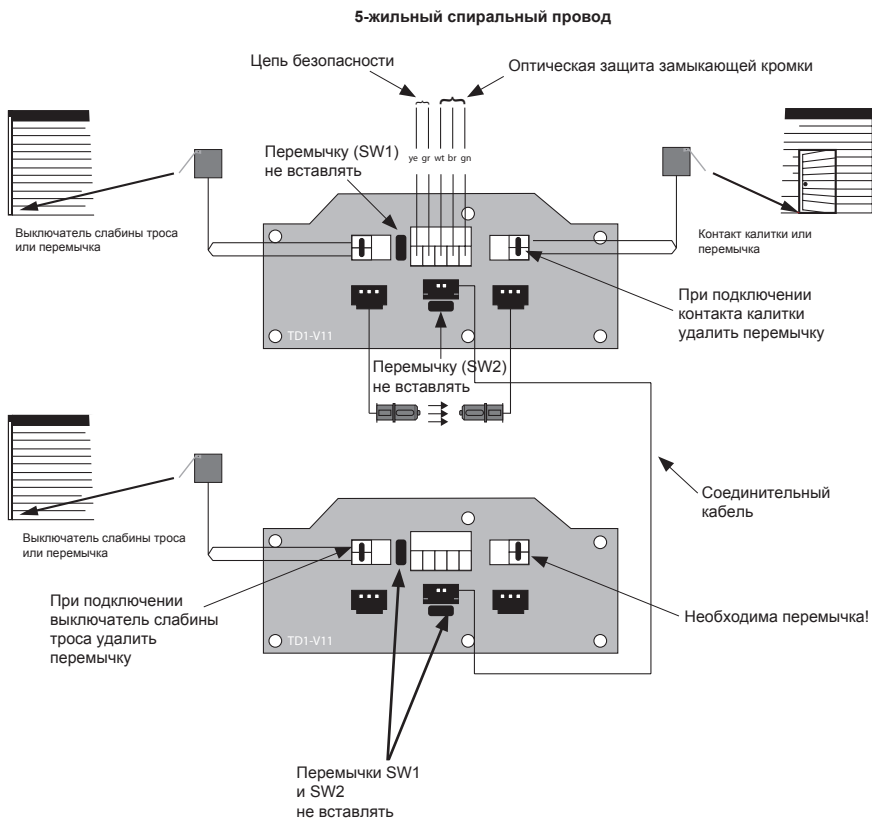 5-жильный спиральный провод
Цепь безопасности
Оптическая защита замыкающей кромки
ye gr wt br gn
Перемычку (SW1)
не вставлять
Выключатель слабины троса
или перемычка
Контакт калитки или
перемычка
При подключении
контакта калитки
удалить перемычку
TD1-V11
Перемычку (SW2)
не вставлять
Соединительный
кабель
Выключатель слабины троса
или перемычка
При подключении
выключатель слабины
троса удалить
перемычку
Необходима перемычка!
TD1-V11
Перемычки SW1
и SW2
не вставлять